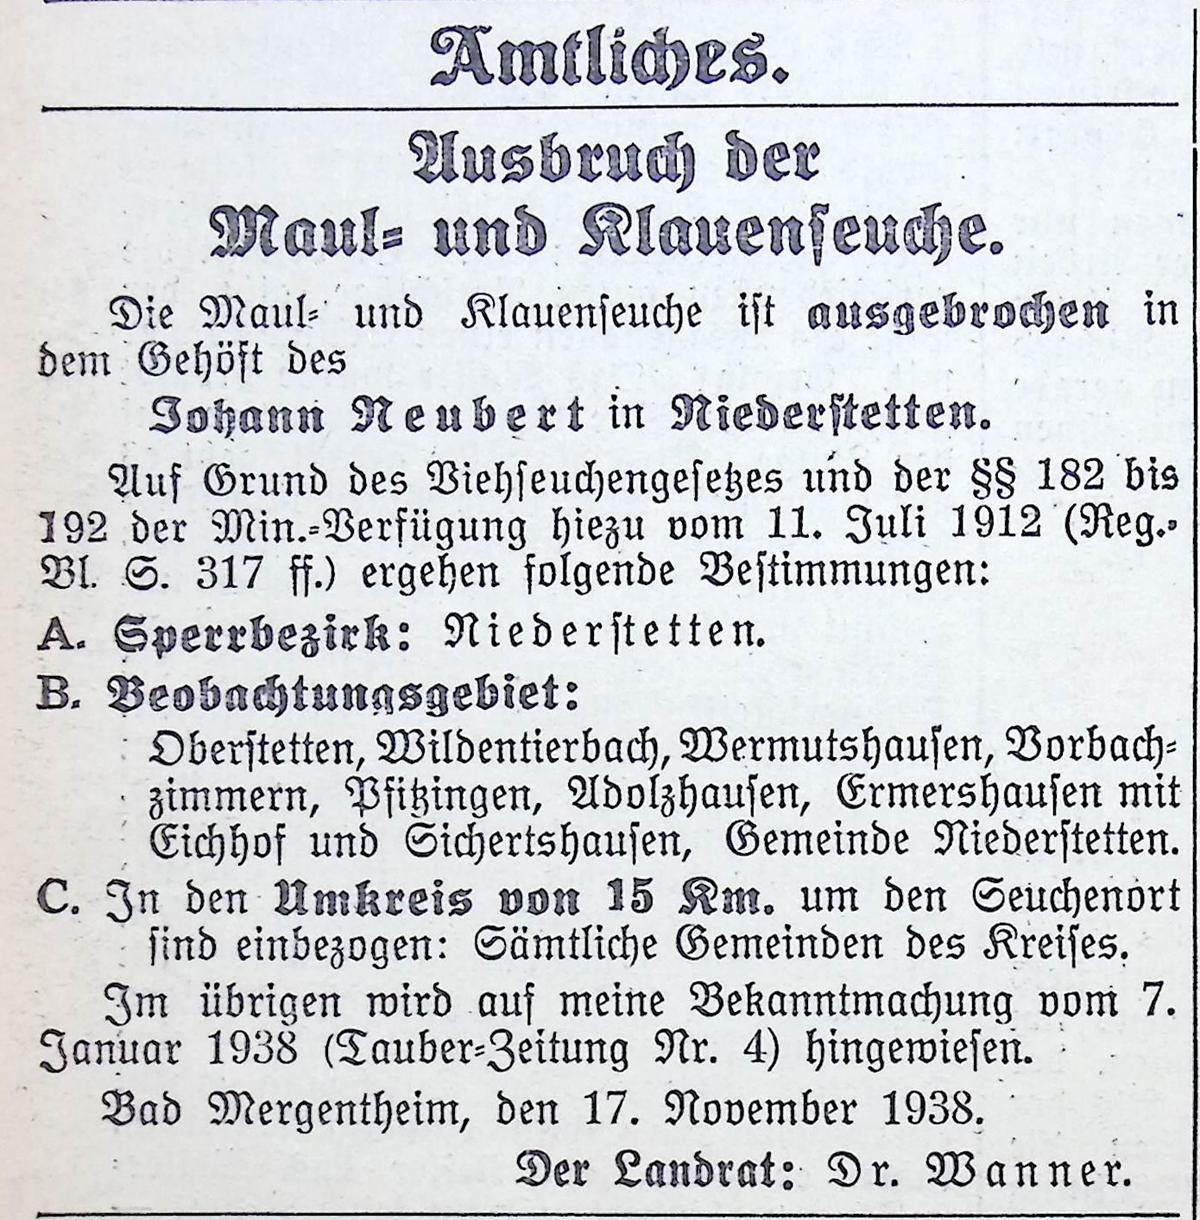 Amtliches.
Ausbruch der
Maul- und Klauenseuche.
Die Maul- und Klauenseuche ist ausgebrochen in
dem Gehöft des
Johann Neubert in Niederstetten.
Auf Grund des Viehseuchengesetzes und der §§ 182 bis
192 der Min.-Verfügung hiezu vom 11. Juli 1912 (Reg.-
Bl. S. 317 ff.) ergehen folgende Bestimmungen:
A. Sperrbezirk: Niederstetten.
B. Beobachtungsgebiet:
Oberstetten, Wildentierbach, Wermutshausen, Vorbach-
zimmern, Pfitzingen, Adolzhausen, Ermershausen mit
Eichhof und Sichertshausen, Gemeinde Niederstetten.
C. In den Umkreis von 15 Km. um den Seuchenort
sind einbezogen: Sämtliche Gemeinden des Kreises.
Im übrigen wird auf meine Bekanntmachung vom 7.
Januar 1938 (Tauber-Zeitung Nr. 4) hingewiesen.
Bad Mergentheim, den 17. November 1938.
Der Landrat: Dr. Wanner.